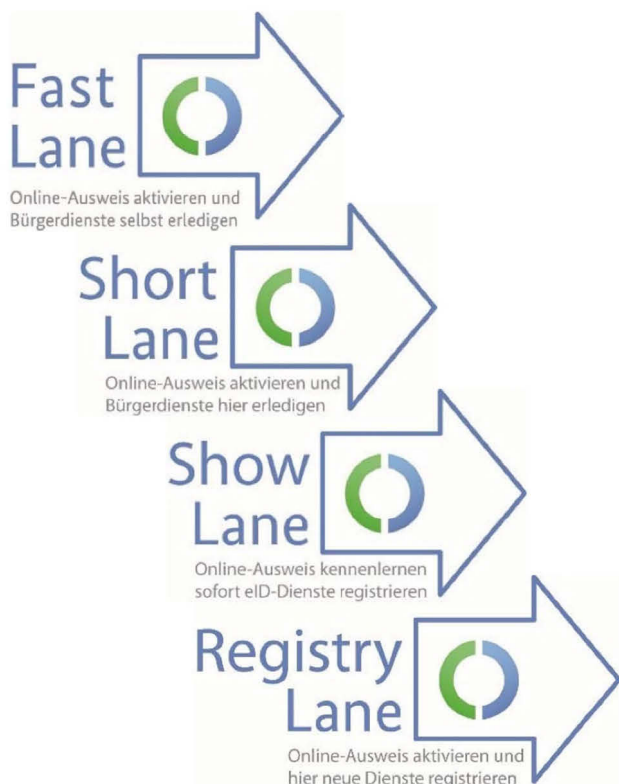 Fast
Lane
Online-Ausweis aktivieren und
Bürgerdienste selbst erledigen
Short
Lane
Online-Ausweis aktivieren und
Bürgerdienste hier erledigen
Show
Lane
Online-Ausweis kennenlernen
sofort eID-Dienste registrieren
Registry
Lane
Online-Ausweis aktivieren und
hier neue Dienste registrieren